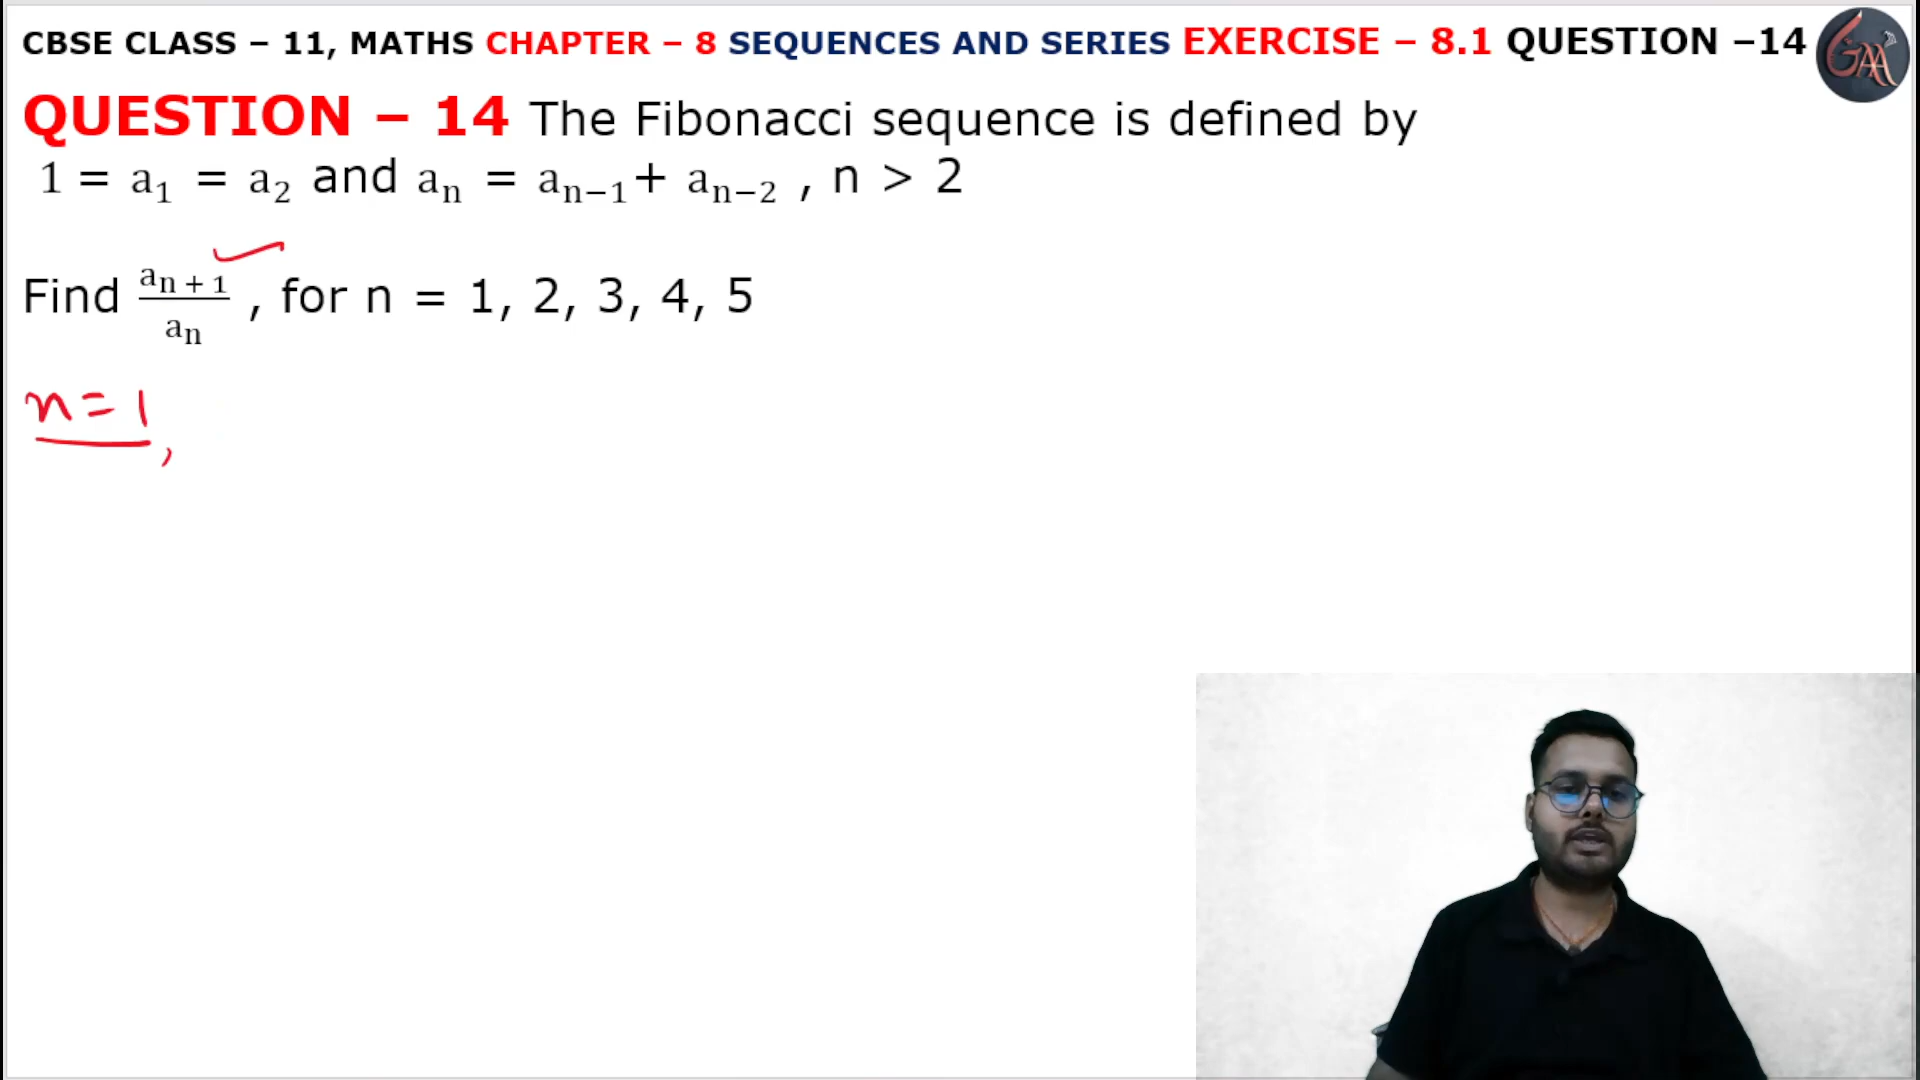 CBSE CLASS – 11, MATHS CHAPTER – 8 SEQUENCES AND SERIES EXERCISE – 8.1 QUESTION –14
QUESTION – 14 The Fibonacci sequence is defined by
1 = a₁ = a₂ and aₙ = aₙ₋₁+ aₙ₋₂ , n > 2
Find aₙ₊₁/aₙ , for n = 1, 2, 3, 4, 5
n = 1,